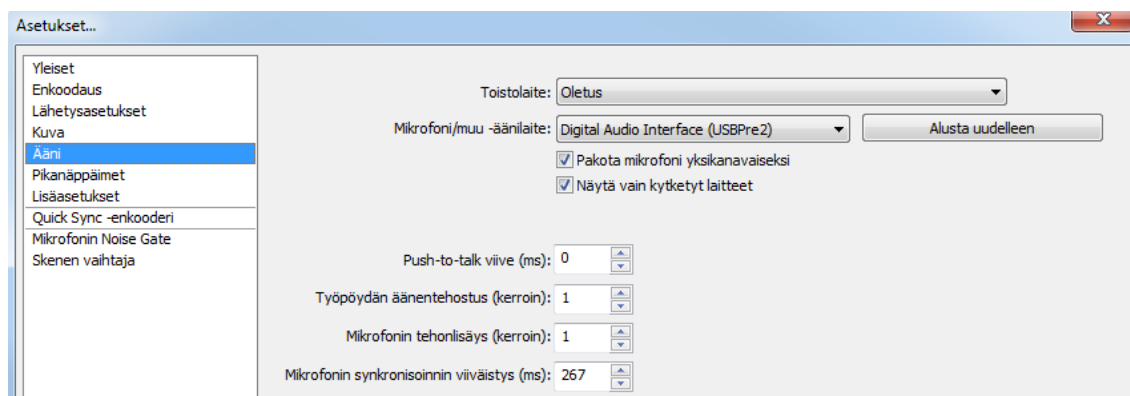 Asetukset...
Yleiset
Enkoodaus
Lähetysasetukset
Kuva
Ääni
Pikanäppäimet
Lisäasetukset
Quick Sync -enkooderi
Mikrofonin Noise Gate
Skenen vaihtaja
Toistolaite: Oletus
Mikrofoni/muu -äänilaite: Digital Audio Interface (USBPre2) Alusta uudelleen
Pakota mikrofoni yksikanavaiseksi
Näytä vain kytketyt laitteet
Push-to-talk viive (ms): 0
Työpöydän äänentehostus (kerroin): 1
Mikrofonin tehonlisäys (kerroin): 1
Mikrofonin synkronisoinnin viiväistys (ms): 267